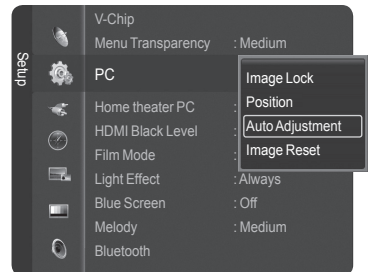 Setup
V-Chip
Menu Transparency : Medium
PC
Home theater PC :
HDMI Black Level :
Film Mode :
Light Effect : Always
Blue Screen : Off
Melody : Medium
Bluetooth
Image Lock
Position
Auto Adjustment
Image Reset